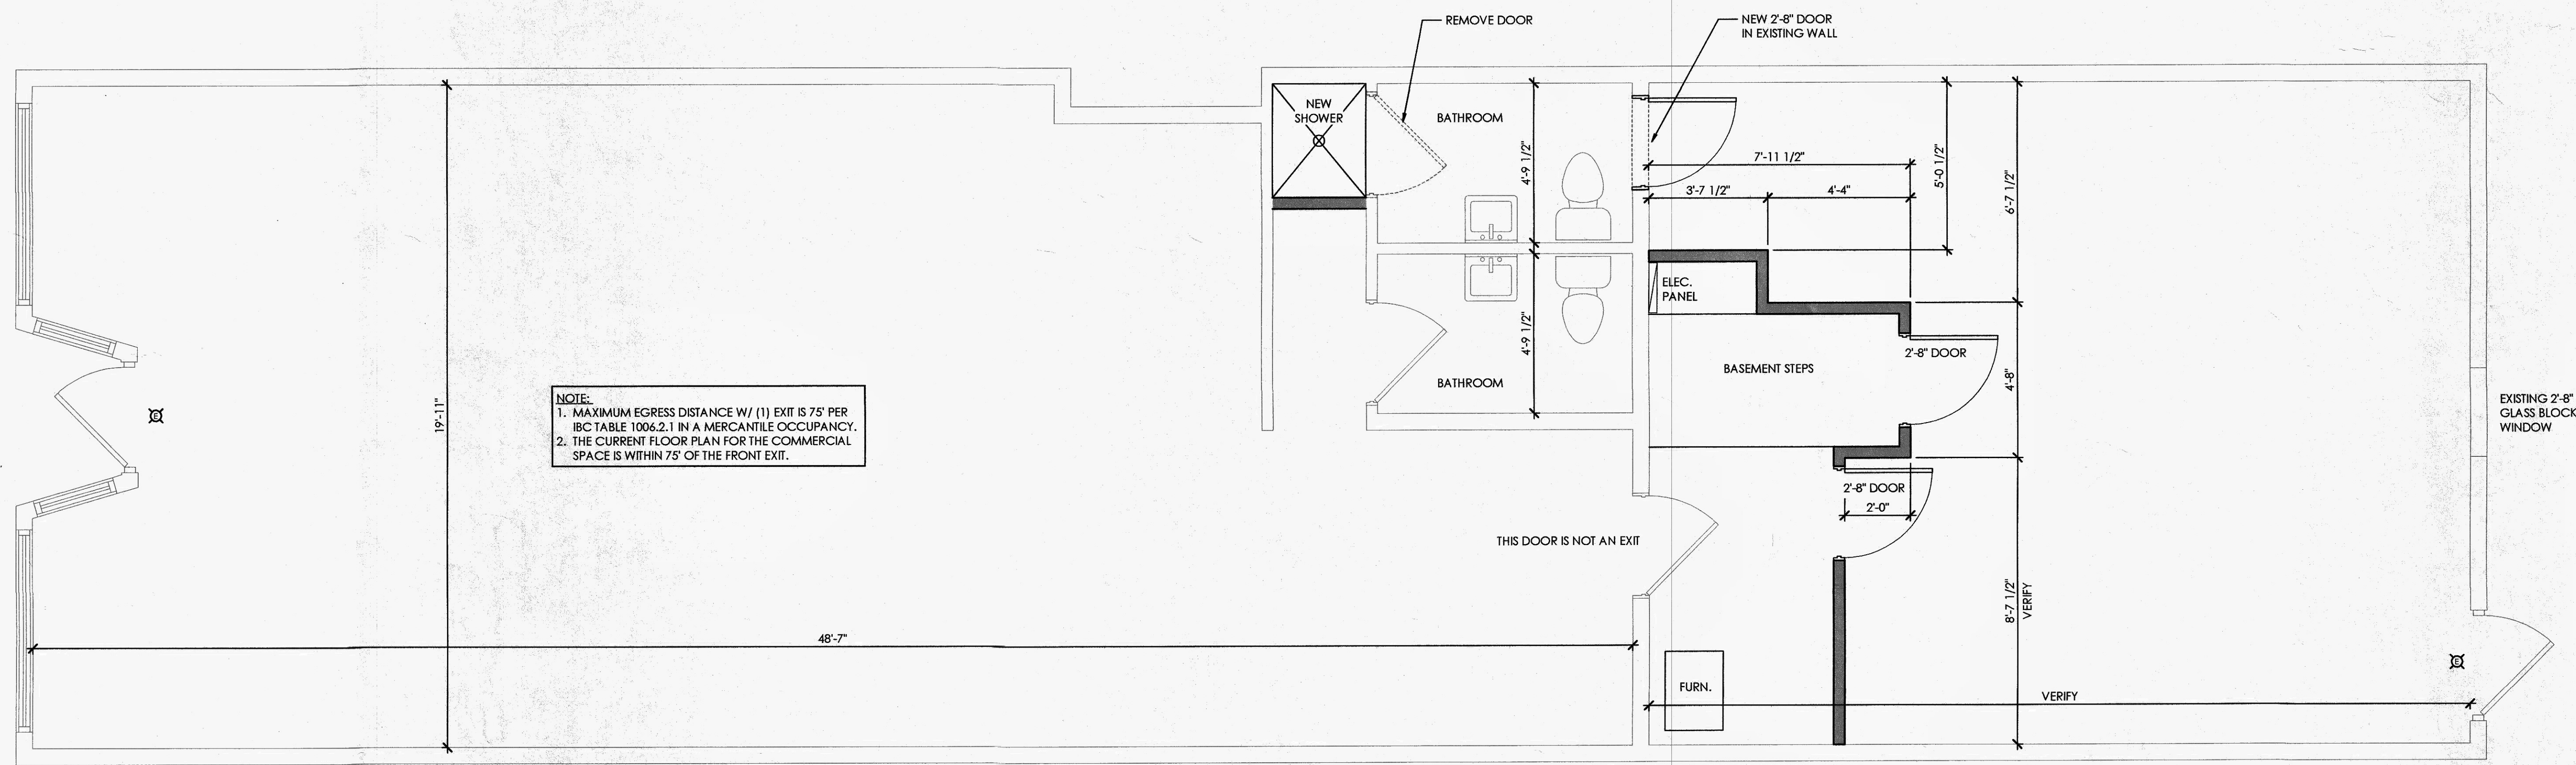 REMOVE DOOR
NEW 2'-8" DOOR
IN EXISTING WALL
NEW
SHOWER
BATHROOM
4'-9 1/2"
7'-11 1/2"
3'-7 1/2"
4'-4"
5'-0 1/2"
6'-7 1/2"
ELEC.
PANEL
4'-9 1/2"
BATHROOM
BASEMENT STEPS
2'-8" DOOR
4'-8"
19'-11"
E
NOTE:
1. MAXIMUM EGRESS DISTANCE W/ (1) EXIT IS 75' PER
IBC TABLE 1006.2.1 IN A MERCANTILE OCCUPANCY.
2. THE CURRENT FLOOR PLAN FOR THE COMMERCIAL
SPACE IS WITHIN 75' OF THE FRONT EXIT.
EXISTING 2'-8"
GLASS BLOCK
WINDOW
2'-8" DOOR
2'-0"
THIS DOOR IS NOT AN EXIT
8'-7 1/2"
VERIFY
48'-7"
FURN.
VERIFY
E